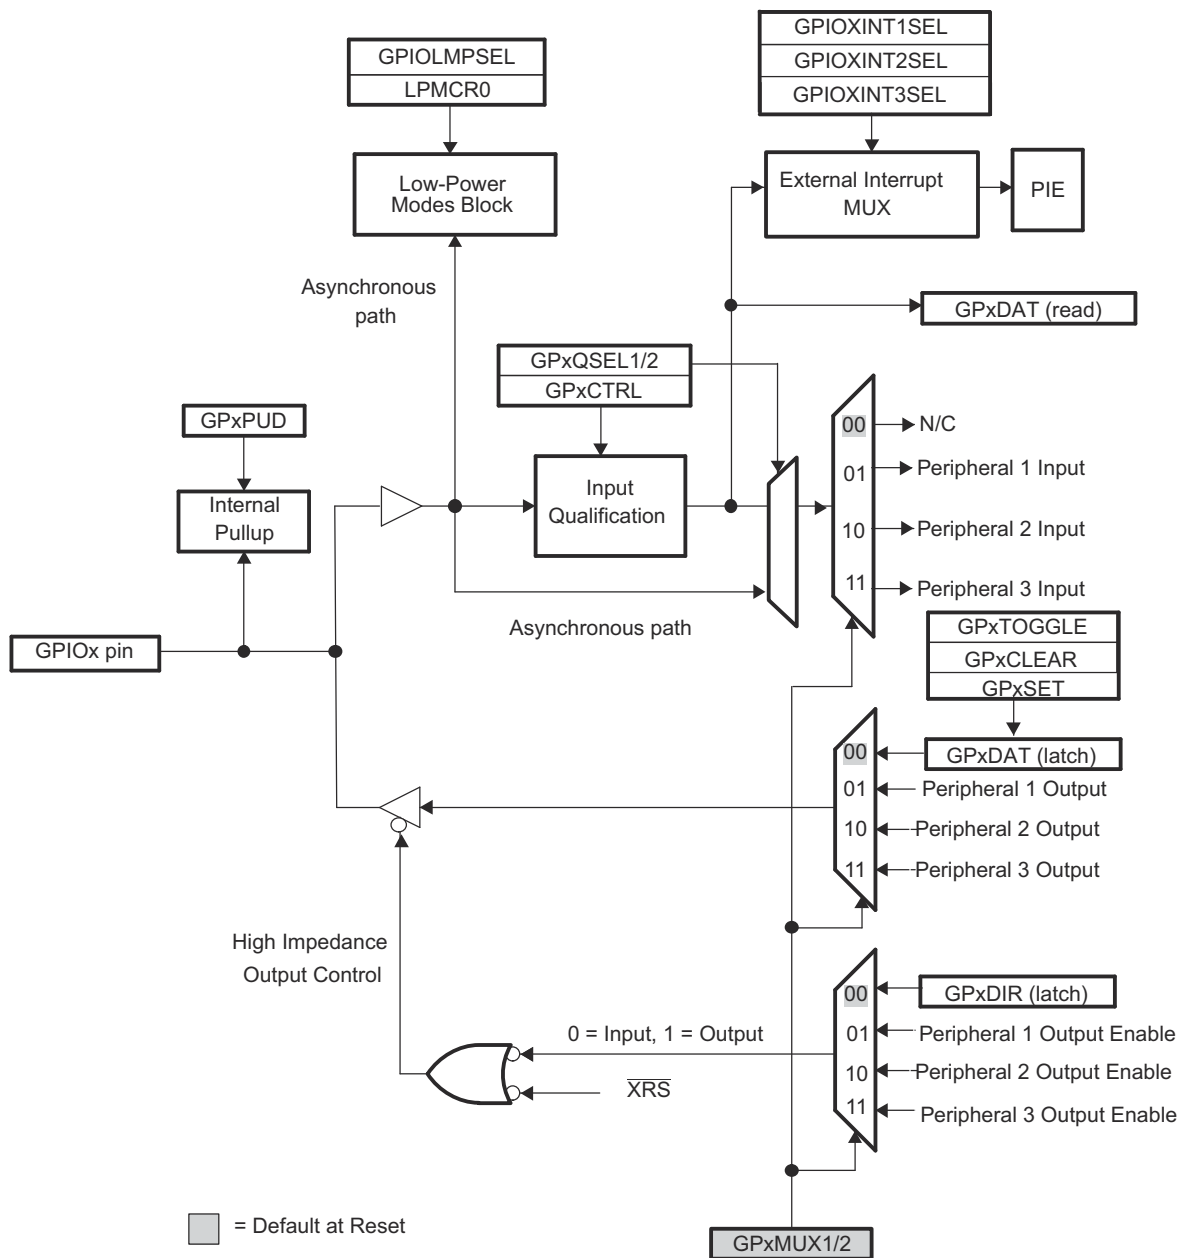 GPIOLMPSEL
LPMCR0
Low-Power
Modes Block
GPIOXINT1SEL
GPIOXINT2SEL
GPIOXINT3SEL
External Interrupt
MUX
PIE
Asynchronous
path
GPxDAT (read)
GPxQSEL1/2
GPxCTRL
GPxPUD
Internal
Pullup
Input
Qualification
00
N/C
01
Peripheral 1 Input
10
Peripheral 2 Input
11
Peripheral 3 Input
Asynchronous path
GPIOx pin
GPxTOGGLE
GPxCLEAR
GPxSET
00
GPxDAT (latch)
01
Peripheral 1 Output
10
Peripheral 2 Output
11
Peripheral 3 Output
High Impedance
Output Control
00
GPxDIR (latch)
0 = Input, 1 = Output
01
Peripheral 1 Output Enable
10
Peripheral 2 Output Enable
XRS
11
Peripheral 3 Output Enable
= Default at Reset
GPxMUX1/2